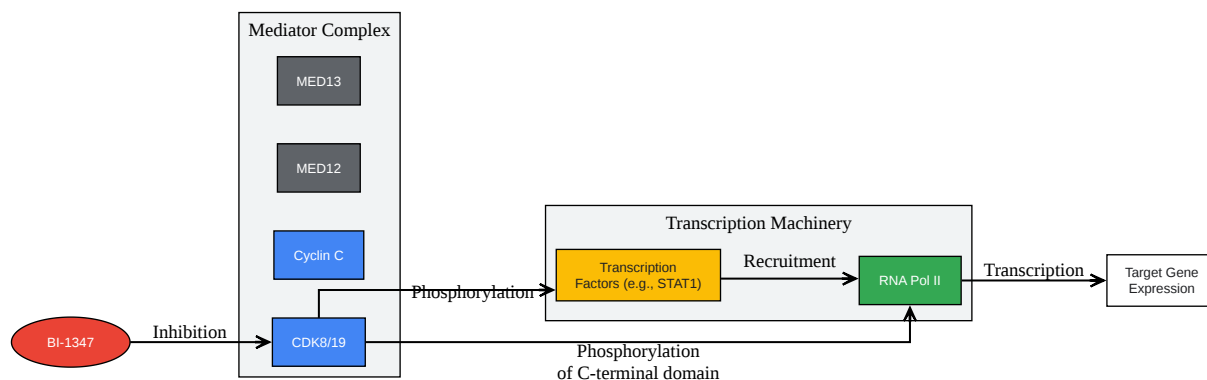 Mediator Complex
MED13
MED12
Cyclin C
CDK8/19
BI-1347
Inhibition
Phosphorylation
Phosphorylation
of C-terminal domain
Transcription Machinery
Transcription
Factors (e.g., STAT1)
Recruitment
RNA Pol II
Transcription
Target Gene
Expression